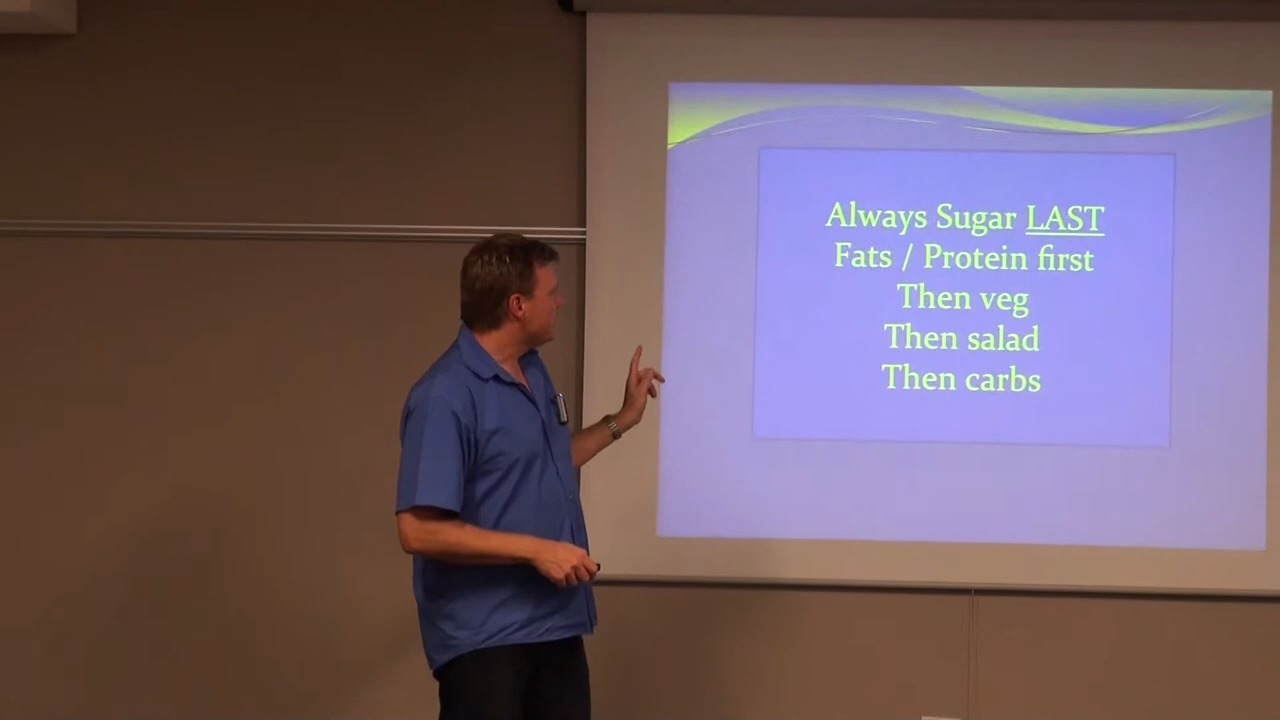 Always Sugar LAST
Fats / Protein first
Then veg
Then salad
Then carbs